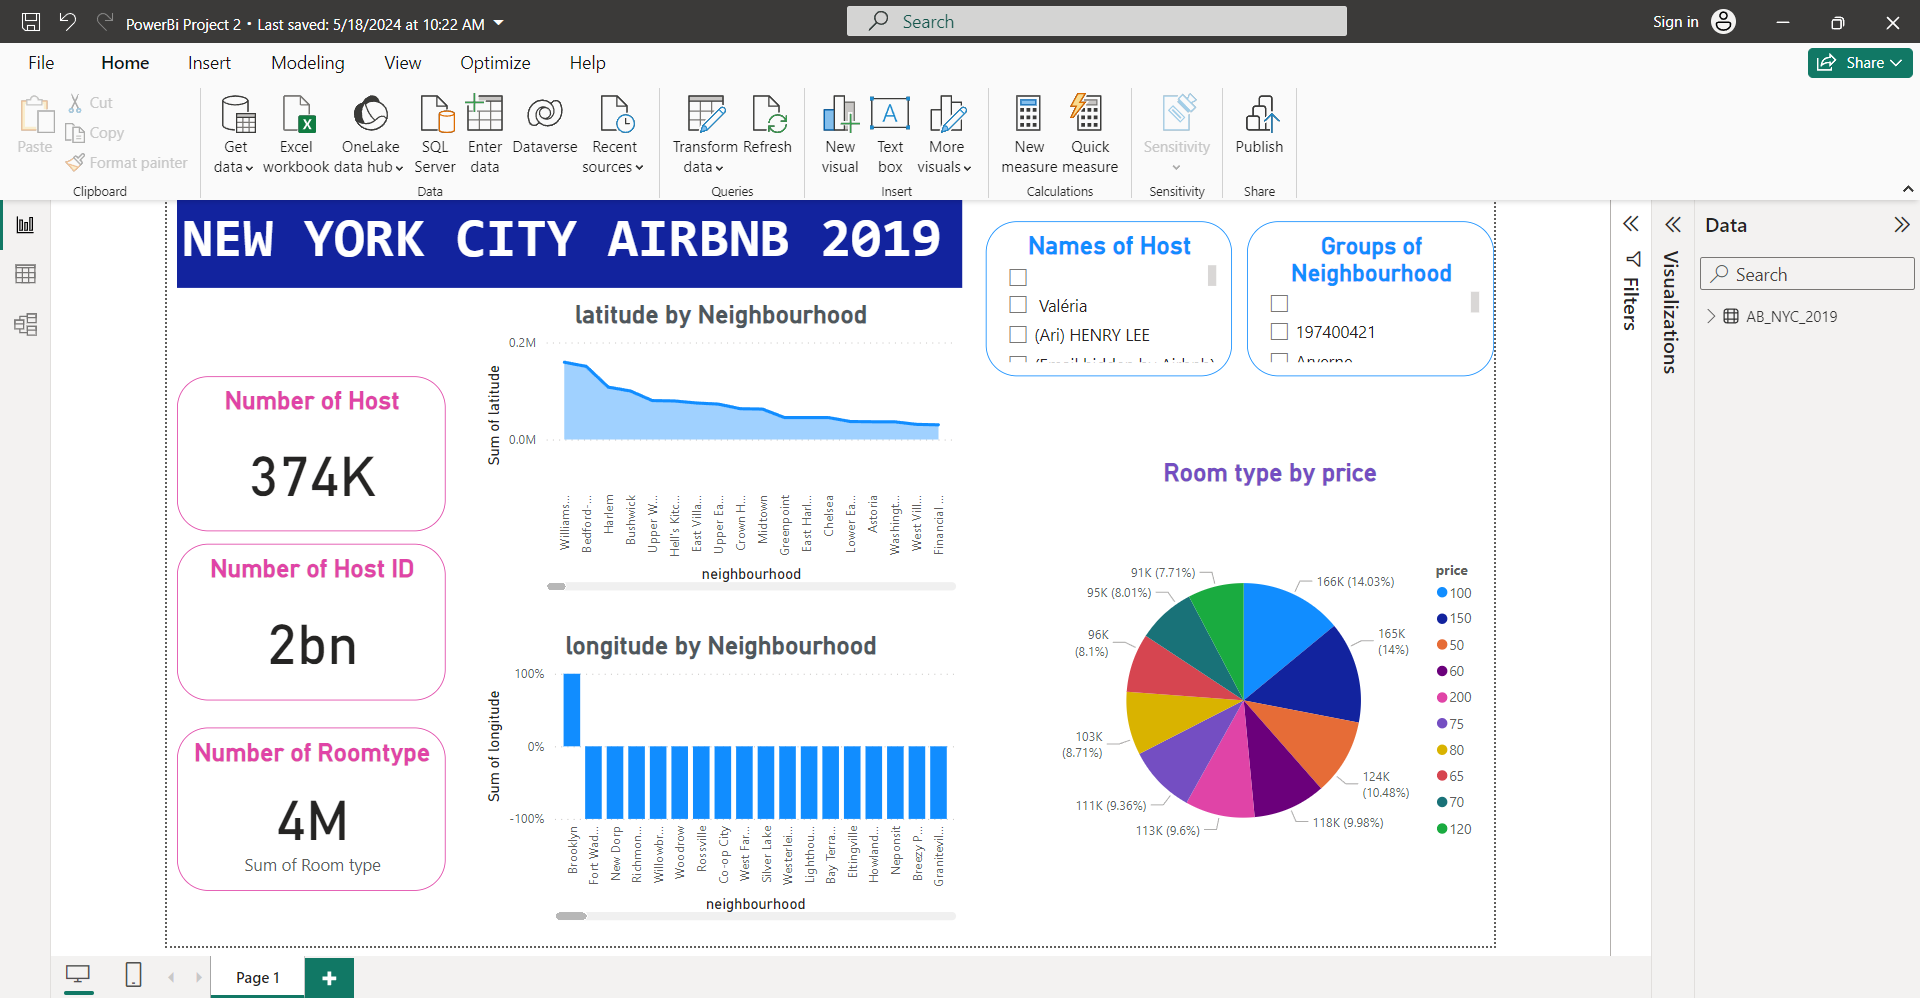 PowerBi Project 2 • Last saved: 5/18/2024 at 10:22 AM
Search
Sign in
File
Home
Insert
Modeling
View
Optimize
Help
Share
Paste
Cut
Copy
Format painter
Clipboard
Get data
Excel workbook
OneLake data hub
SQL Server
Enter data
Dataverse
Recent sources
Data
Transform data
Refresh
Queries
New visual
Text box
More visuals
Insert
New measure
Quick measure
Calculations
Sensitivity
Sensitivity
Publish
Share
NEW YORK CITY AIRBNB 2019
Names of Host
Valéria
(Ari) HENRY LEE
Groups of
Neighbourhood
197400421
Number of Host
374K
Number of Host ID
2bn
Number of Roomtype
4M
Sum of Room type
latitude by Neighbourhood
Sum of latitude
0.2M
0.0M
Williams...
Bedford-...
Harlem
Bushwick
Upper W...
Hell's Kitc...
East Villa...
Upper Ea...
Crown H...
Midtown
Greenpoint
East Harl...
Chelsea
Lower Ea...
Astoria
Washingt...
West Vill...
Financial ...
neighbourhood
longitude by Neighbourhood
Sum of longitude
100%
0%
-100%
Brooklyn
Fort Wad...
New Dorp
Richmon...
Willowbr...
Woodrow
Rossville
Co-op City
West Far...
Silver Lake
Westerlei...
Lighthou...
Bay Terra...
Eltingville
Howland...
Neponsit
Breezy P...
Granitevil...
neighbourhood
Room type by price
166K (14.03%)
165K
(14%)
124K
(10.48%)
118K (9.98%)
113K (9.6%)
111K (9.36%)
103K
(8.71%)
96K
(8.1%)
95K (8.01%)
91K (7.71%)
price
100
150
50
60
200
75
80
65
70
120
Filters
Visualizations
Data
Search
AB_NYC_2019
Page 1